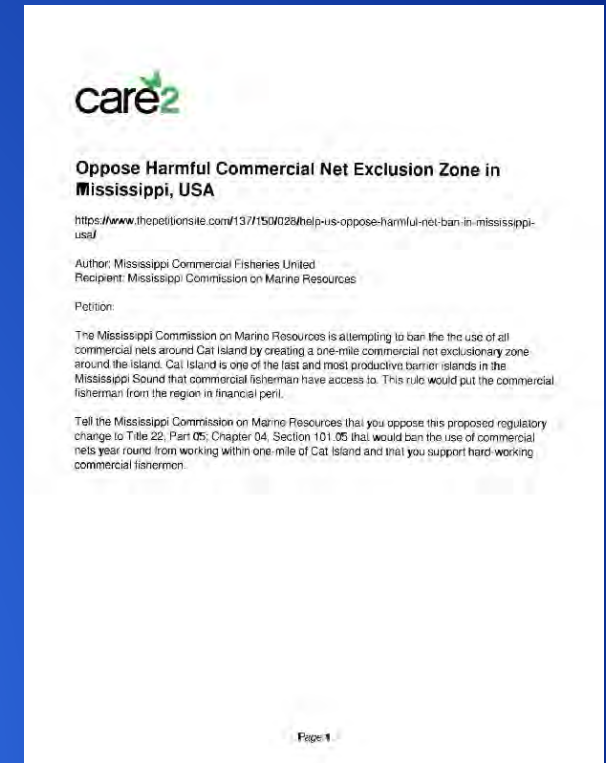 care2
Oppose Harmful Commercial Net Exclusion Zone in
Mississippi, USA
https://www.thepetitionsite.com/137/150/028/help-us-oppose-harmful-net-ban-in-mississippi-
usa/
Author: Mississippi Commercial Fisheries United
Recipient: Mississippi Commission on Marine Resources
Petition:
The Mississippi Commission on Marine Resources is attempting to ban the the use of all
commercial nets around Cat Island by creating a one-mile commercial net exclusionary zone
around the island. Cat Island is one of the last and most productive barrier islands in the
Mississippi Sound that commercial fisherman have access to. This rule would put the commercial
fisherman from the region in financial peril.
Tell the Mississippi Commission on Marine Resources that you oppose this proposed regulatory
change to Title 22, Part 05, Chapter 04, Section 101.05 that would ban the use of commercial
nets year round from working within one-mile of Cat Island and that you support hard-working
commercial fishermen.
Page 1